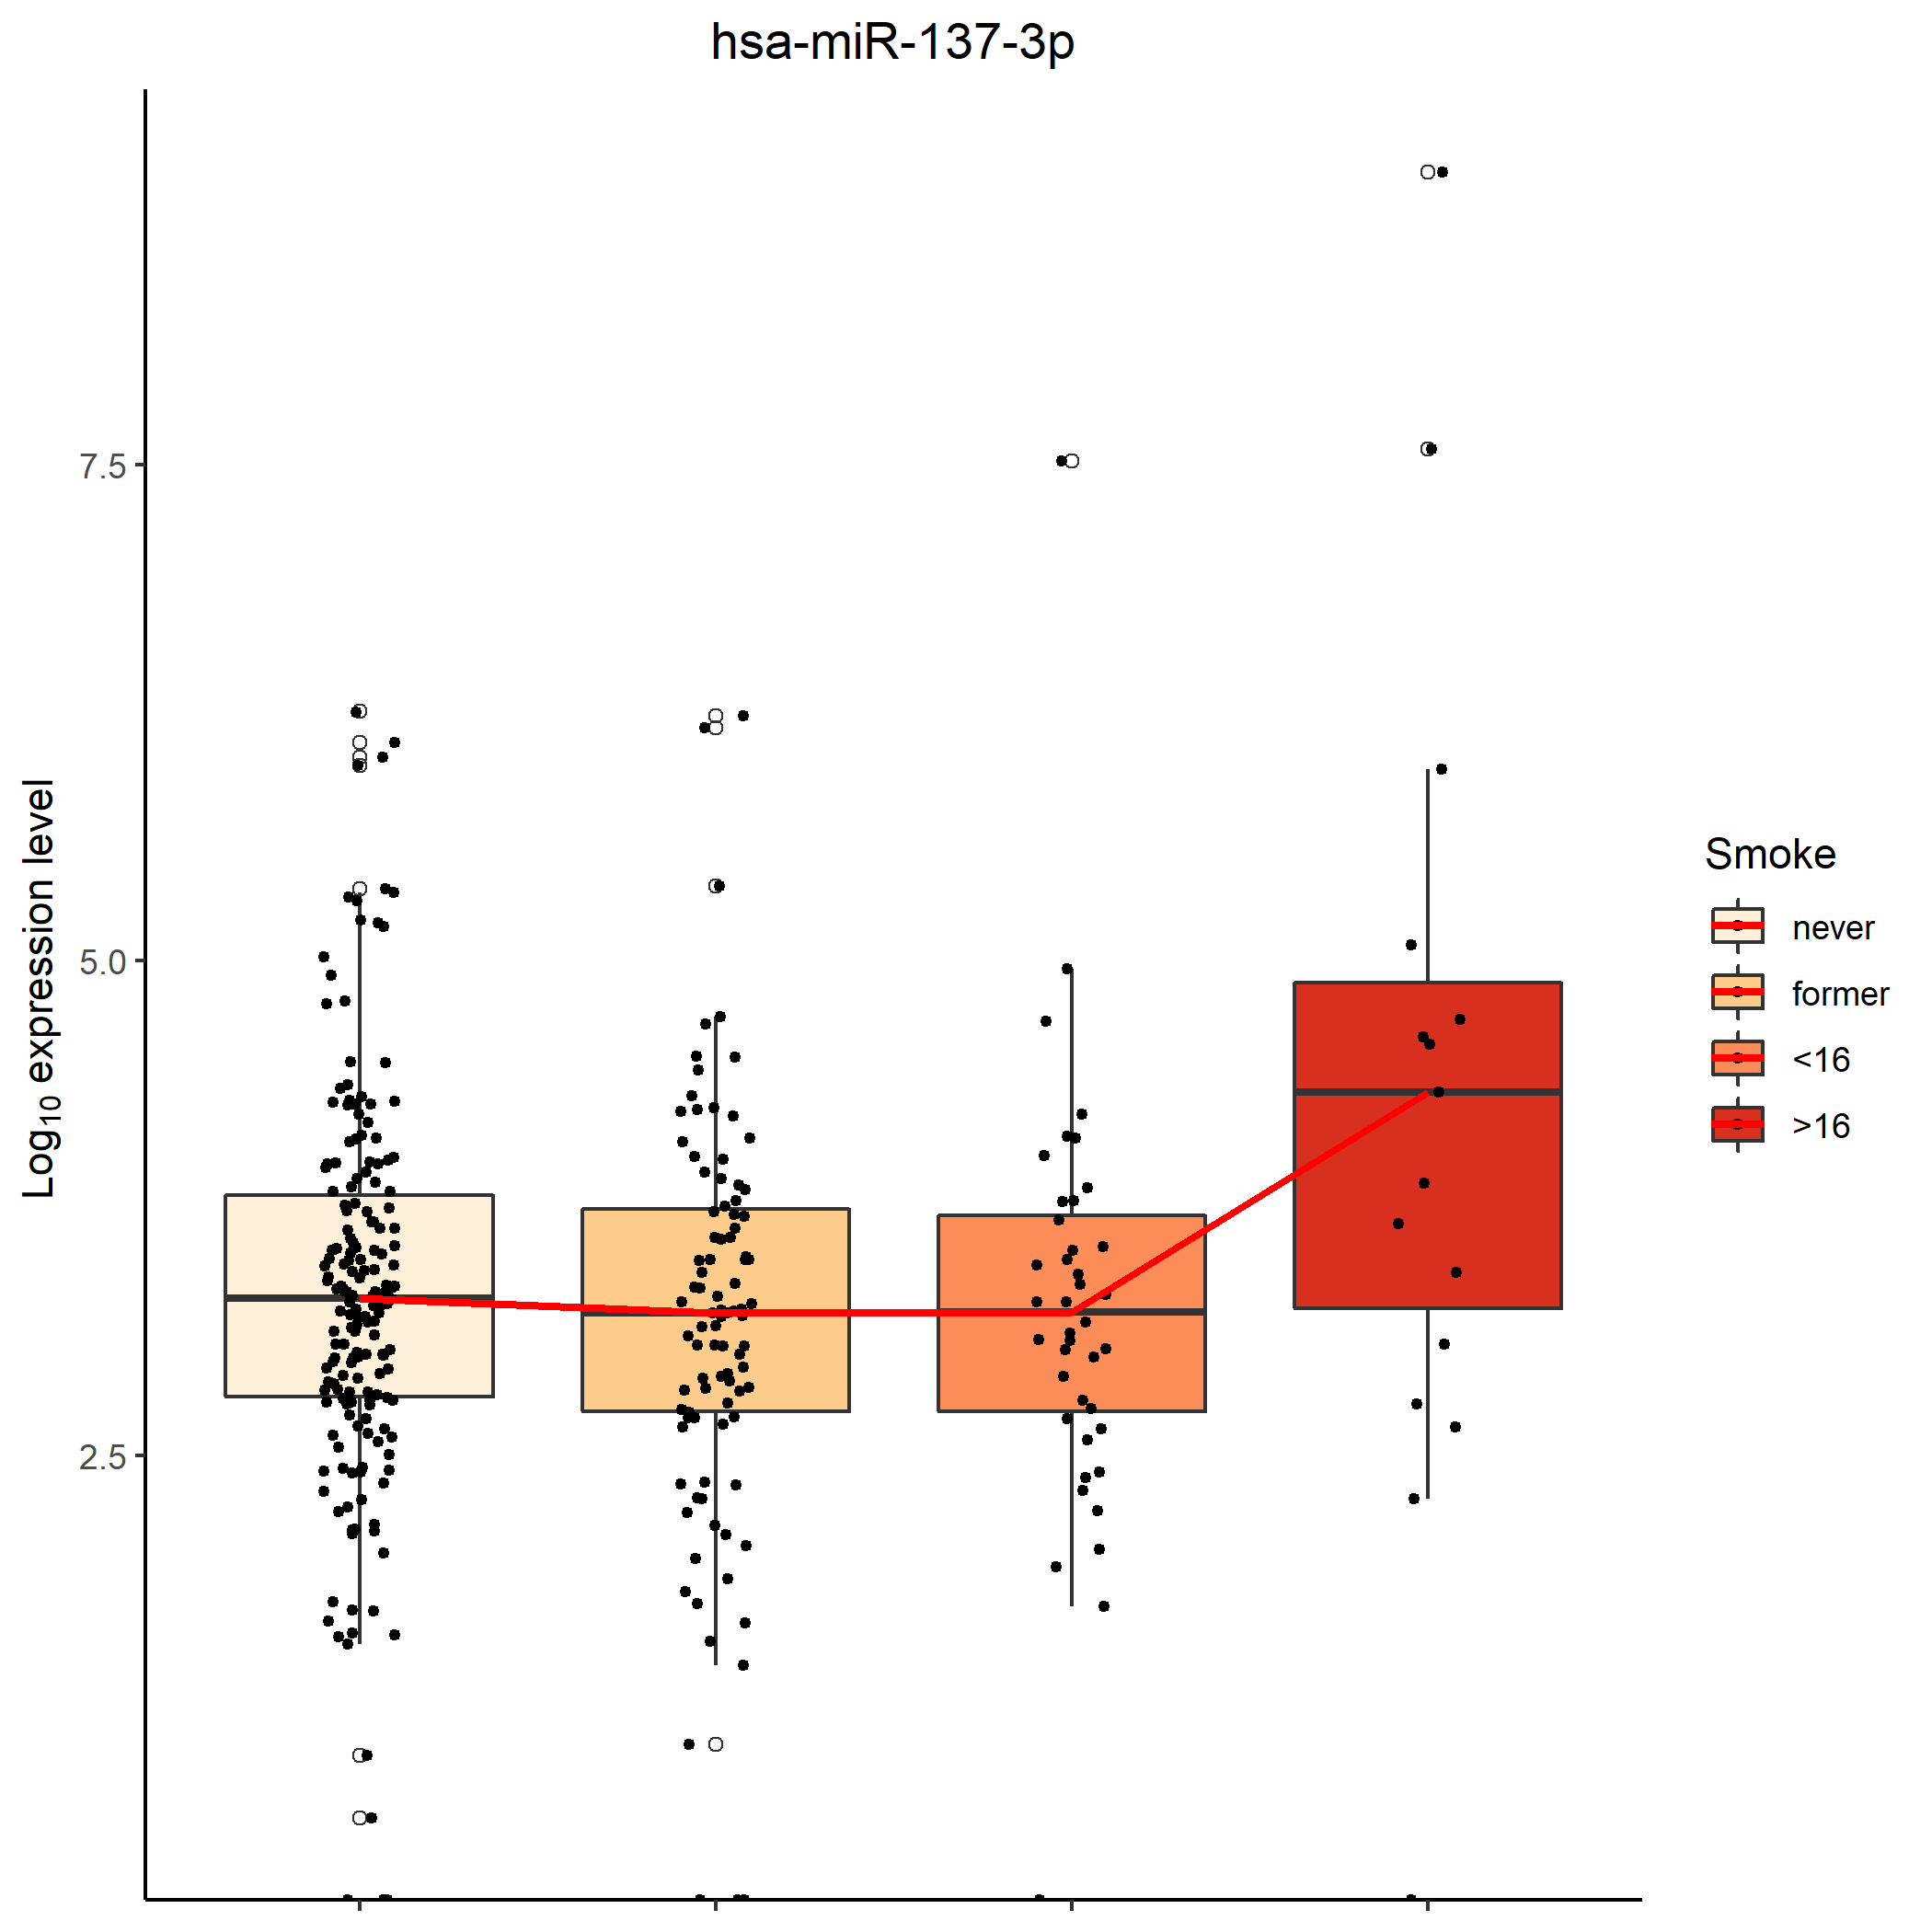 hsa-miR-137-3p
Log10 expression level
7.5
5.0
2.5
Smoke
never
former
<16
>16